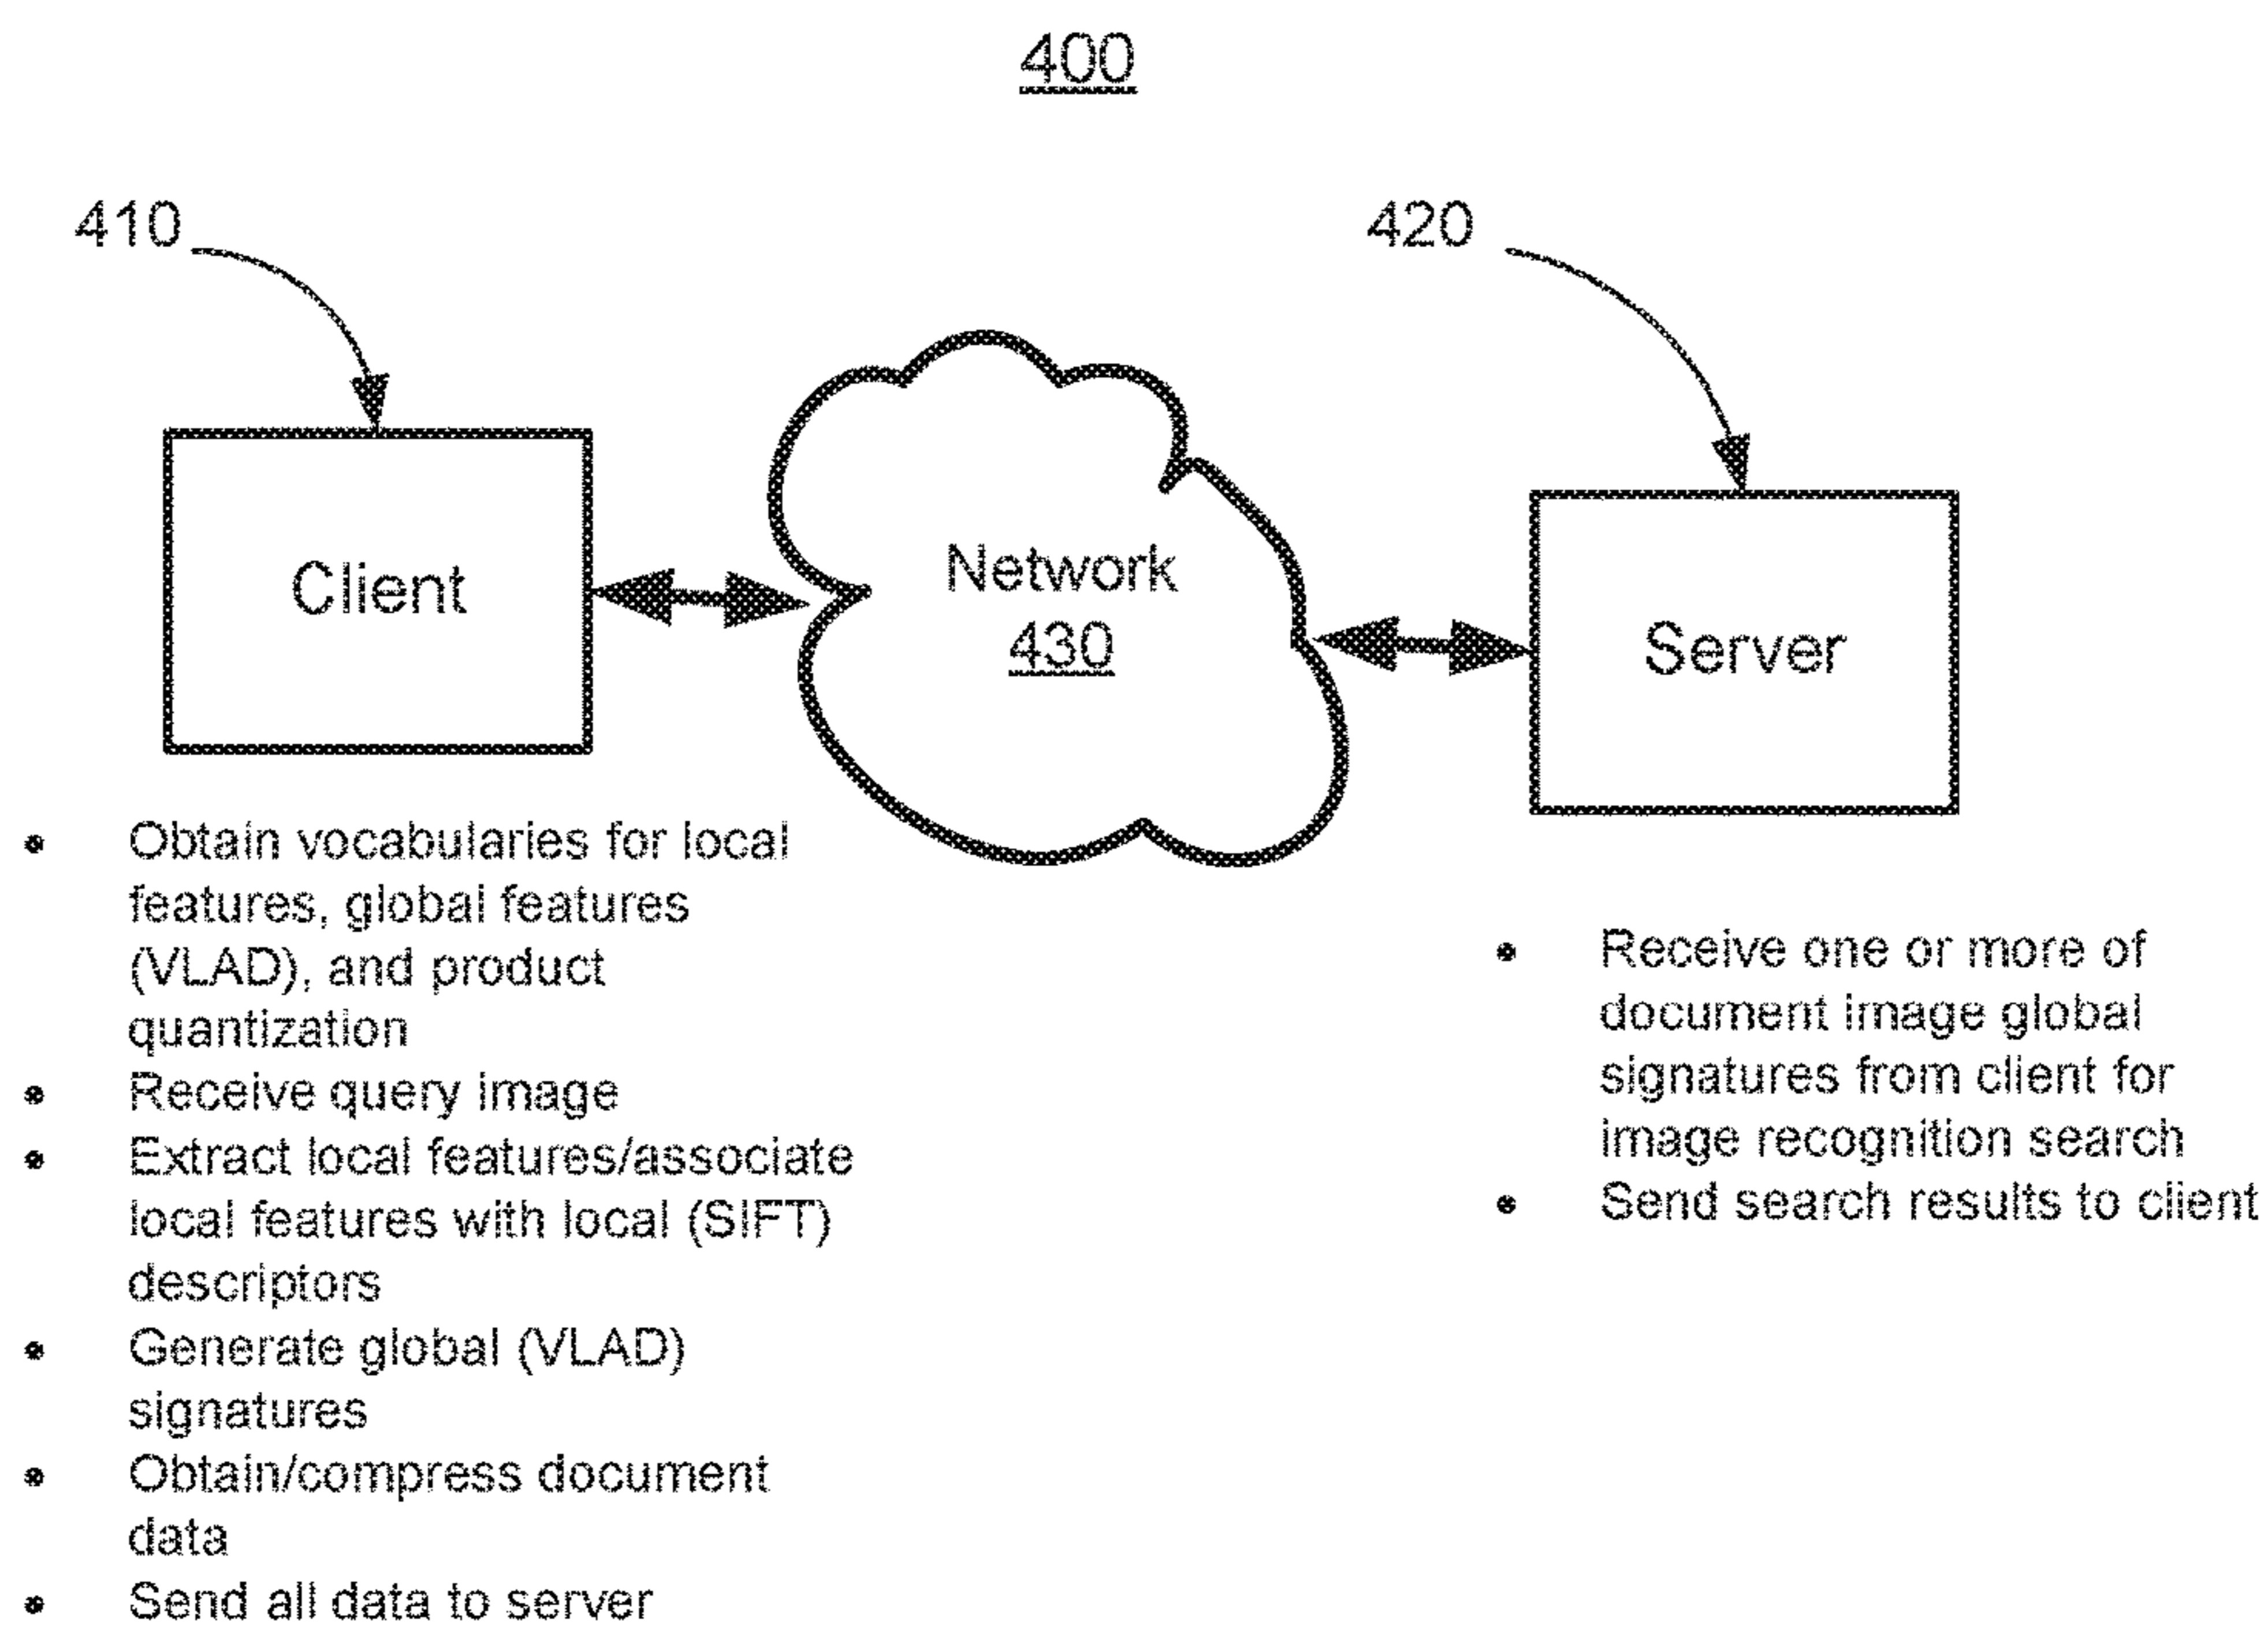 400
410
420
Client
Network
430
Server
• Obtain vocabularies for local
features, global features
(VLAD), and product
quantization
• Receive query image
• Extract local features/associate
local features with local (SIFT)
descriptors
• Generate global (VLAD)
signatures
• Obtain/compress document
data
• Send all data to server
• Receive one or more of
document image global
signatures from client for
image recognition search
• Send search results to client